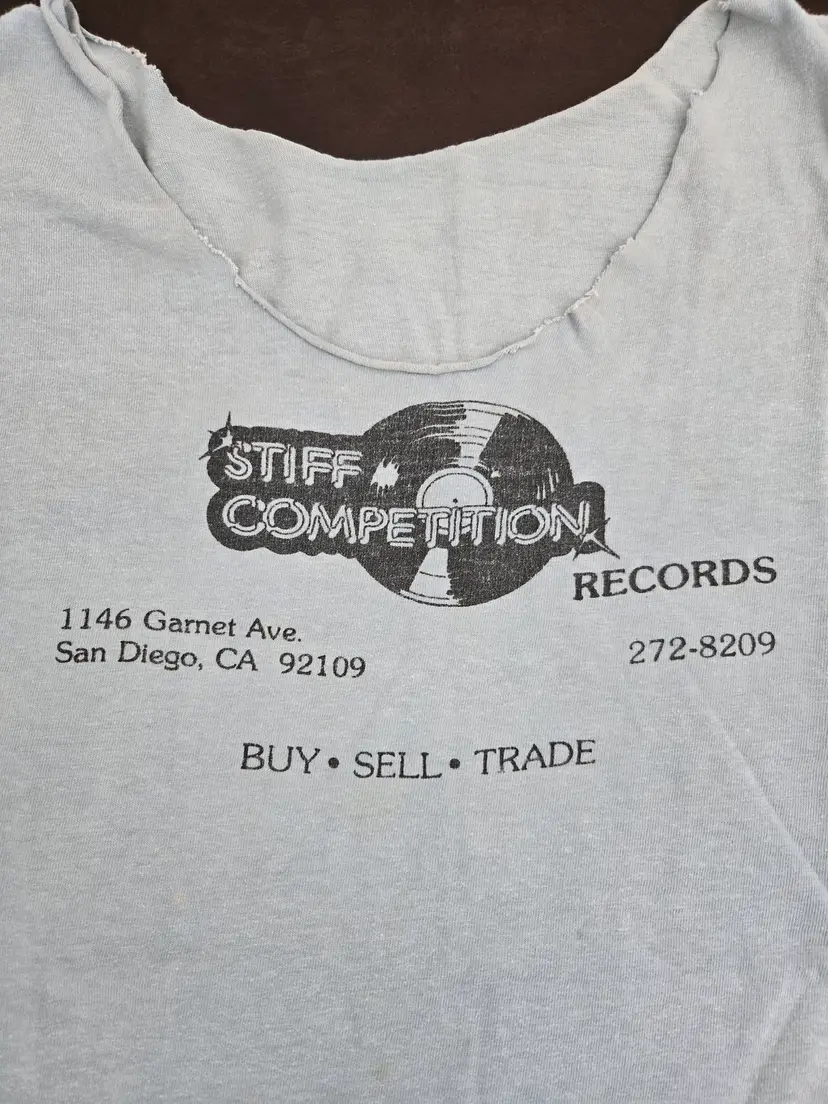 STIFF
COMPETITION
RECORDS
1146 Garnet Ave.
San Diego, CA 92109
272-8209
BUY • SELL • TRADE